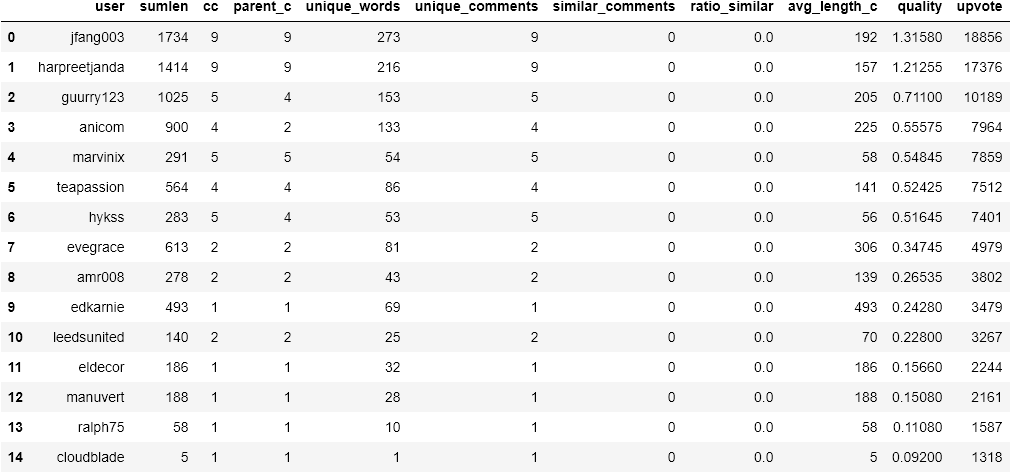 user sumlen cc parent_c unique_words unique_comments similar_comments ratio_similar avg_length_c quality upvote
0 jfang003 1734 9 9 273 9 0 0.0 192 1.31580 18856
1 harpreetjanda 1414 9 9 216 9 0 0.0 157 1.21255 17376
2 guurry123 1025 5 4 153 5 0 0.0 205 0.71100 10189
3 anicom 900 4 2 133 4 0 0.0 225 0.55575 7964
4 marvinix 291 5 5 54 5 0 0.0 58 0.54845 7859
5 teapassion 564 4 4 86 4 0 0.0 141 0.52425 7512
6 hykss 283 5 4 53 5 0 0.0 56 0.51645 7401
7 evegrace 613 2 2 81 2 0 0.0 306 0.34745 4979
8 amr008 278 2 2 43 2 0 0.0 139 0.26535 3802
9 edkarnie 493 1 1 69 1 0 0.0 493 0.24280 3479
10 leedsunited 140 2 2 25 2 0 0.0 70 0.22800 3267
11 eldecor 186 1 1 32 1 0 0.0 186 0.15660 2244
12 manuvert 188 1 1 28 1 0 0.0 188 0.15080 2161
13 ralph75 58 1 1 10 1 0 0.0 58 0.11080 1587
14 cloudblade 5 1 1 1 1 0 0.0 5 0.09200 1318